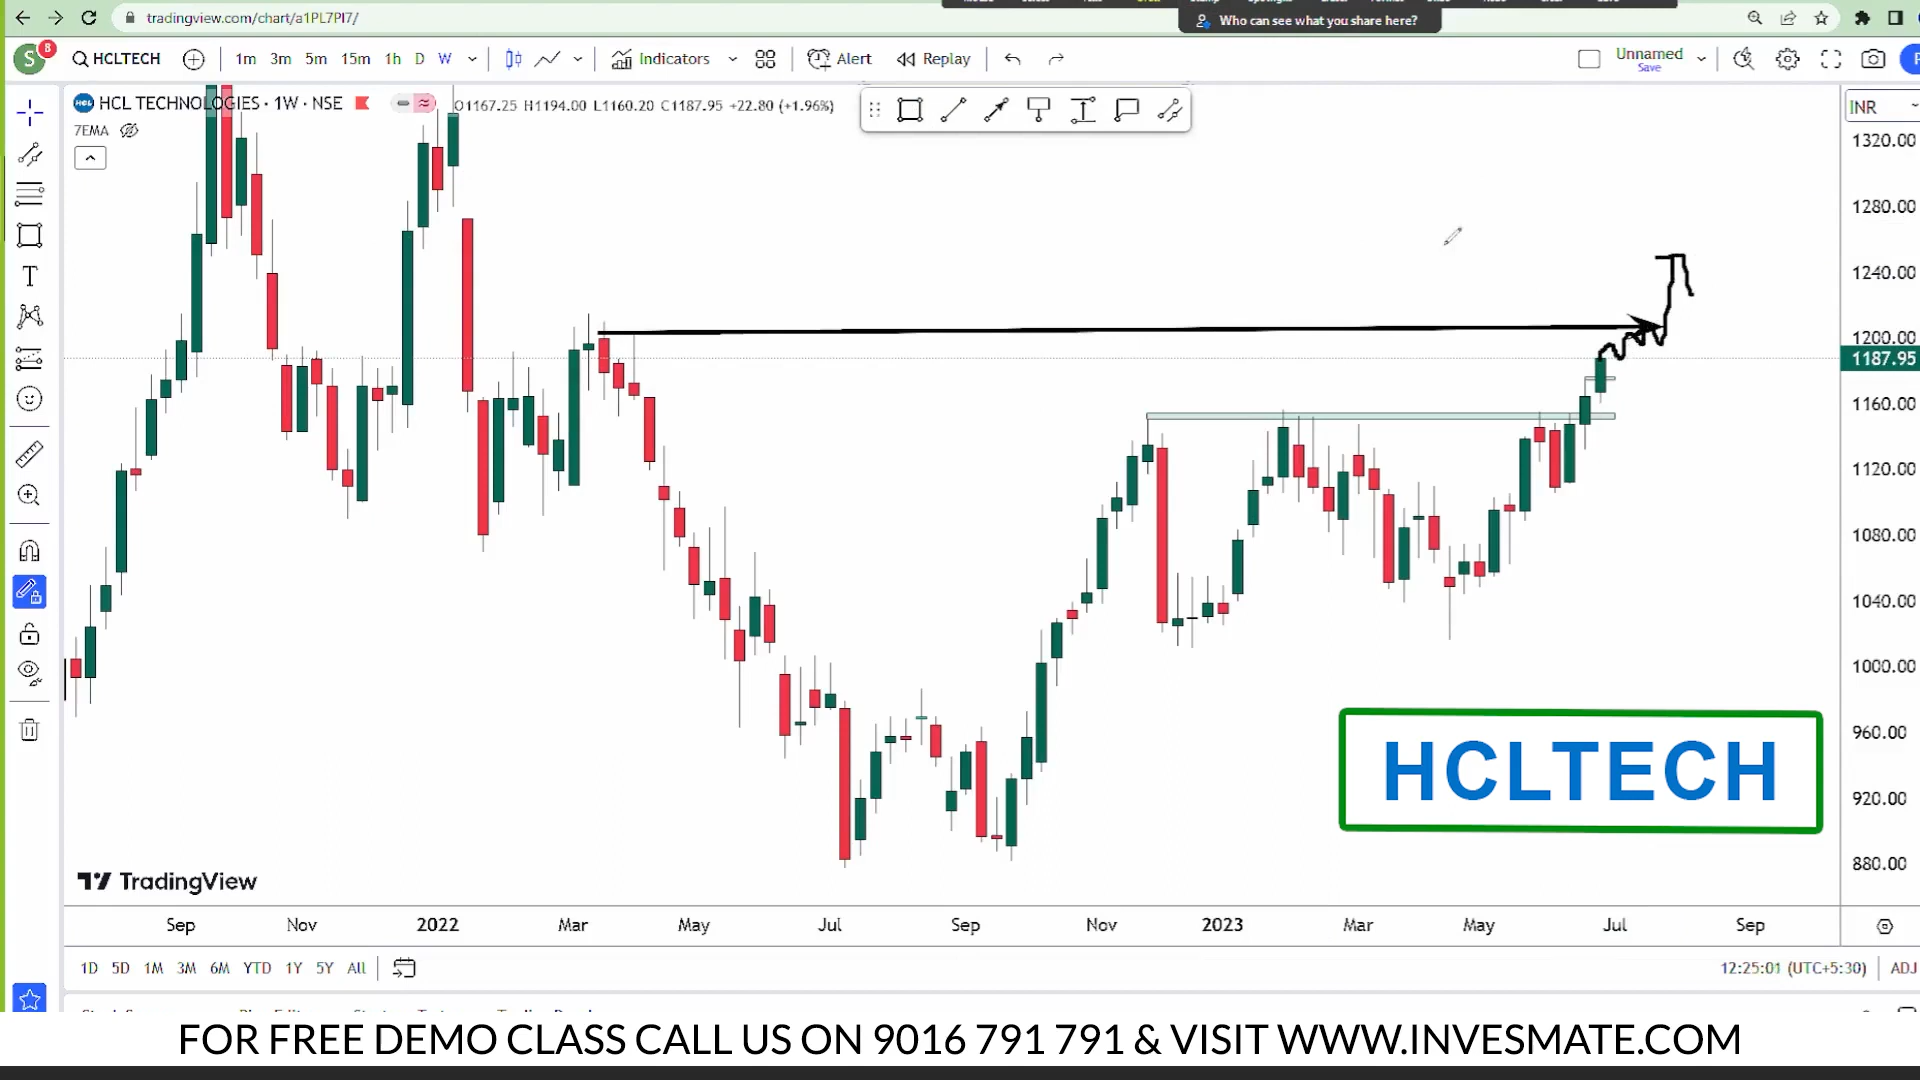 tradingview.com/chart/a1PL7PI7/
Who can see what you share here?
S 8 HCLTECH 1m 3m 5m 15m 1h D W Indicators Alert Replay Unnamed
Save
HCL HCL TECHNOLOGIES · 1W · NSE O1167.25 H1194.00 L1160.20 C1187.95 +22.80 (+1.96%) INR
7EMA
1320.00
1280.00
1240.00
1200.00
1187.95
1160.00
1120.00
1080.00
1040.00
1000.00
960.00
920.00
880.00
HCLTECH
TradingView
Sep Nov 2022 Mar May Jul Sep Nov 2023 Mar May Jul Sep
1D 5D 1M 3M 6M YTD 1Y 5Y All 12:25:01 (UTC+5:30) ADJ
FOR FREE DEMO CLASS CALL US ON 9016 791 791 & VISIT WWW.INVESMATE.COM